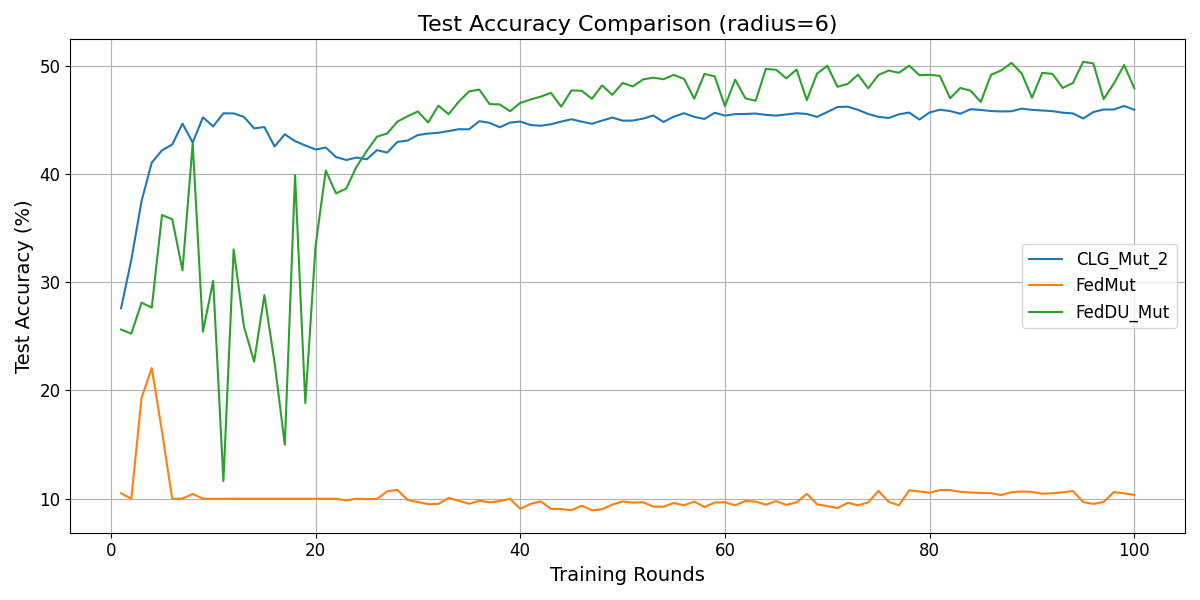 Test Accuracy Comparison (radius=6)
Test Accuracy (%)
50
40
30
20
10
CLG_Mut_2
FedMut
FedDU_Mut
0 20 40 60 80 100
Training Rounds